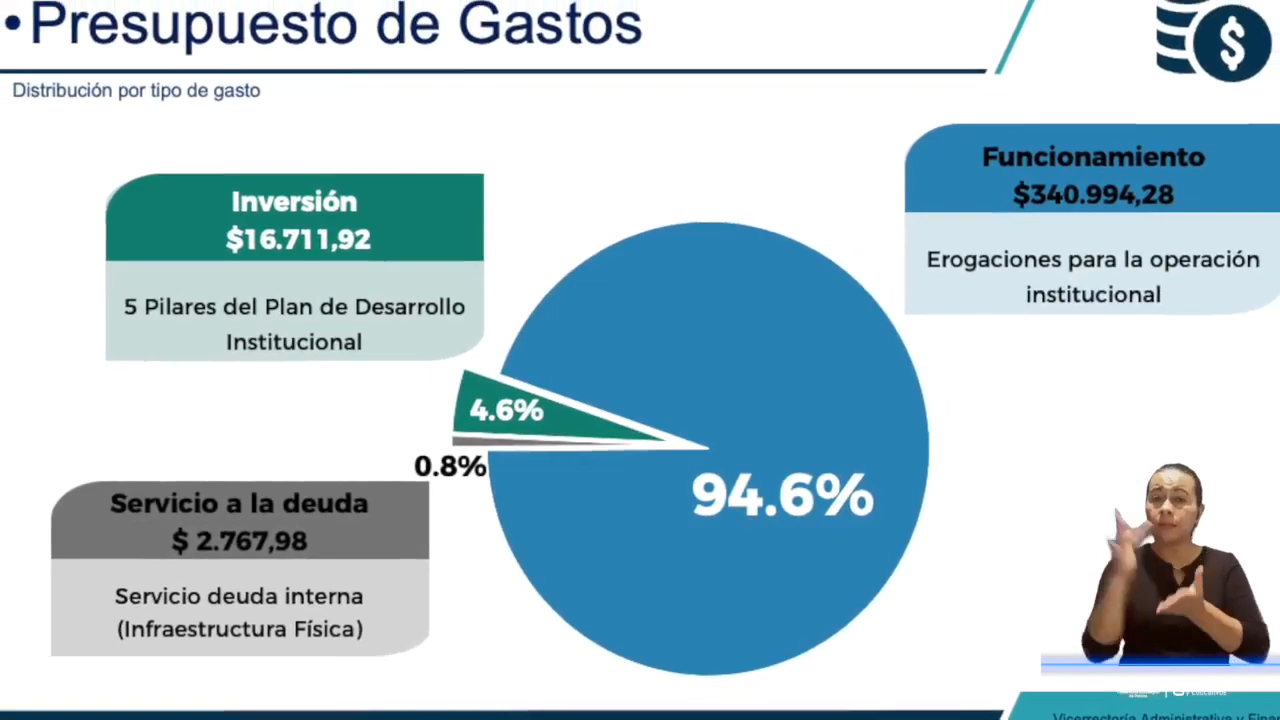 •Presupuesto de Gastos
Distribución por tipo de gasto
Funcionamiento
$340.994,28
Erogaciones para la operación
institucional
Inversión
$16.711,92
5 Pilares del Plan de Desarrollo
Institucional
4.6%
0.8%
94.6%
Servicio a la deuda
$ 2.767,98
Servicio deuda interna
(Infraestructura Física)
Vicerrectoría Administrativa y